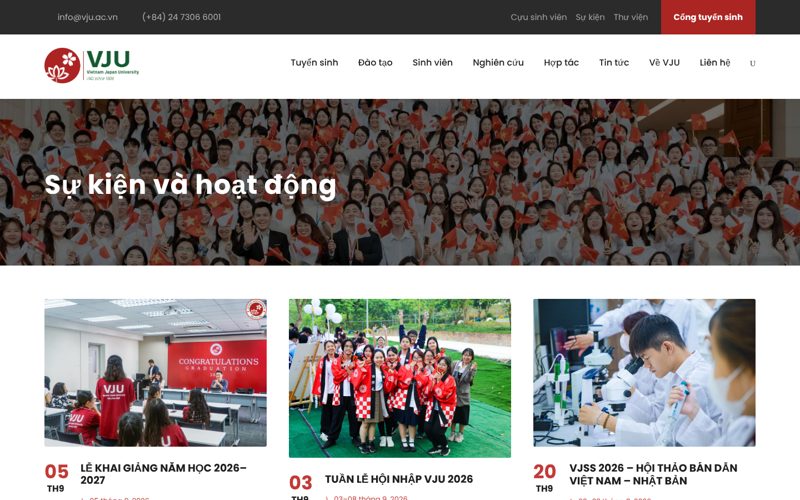 info@vju.ac.vn (+84) 24 7306 6001 Cựu sinh viên Sự kiện Thư viện Cổng tuyển sinh
VJU
Vietnam Japan University
Tuyển sinh Đào tạo Sinh viên Nghiên cứu Hợp tác Tin tức Về VJU Liên hệ U
Sự kiện và hoạt động
CONGRATULATIONS
GRADUATION
VJU
05
TH9
LỄ KHAI GIẢNG NĂM HỌC 2026–
2027
03
TH9
TUẦN LỄ HỘI NHẬP VJU 2026
03–08 tháng 9, 2026
20
TH9
VJSS 2026 – HỘI THẢO BÁN DẪN
VIỆT NAM – NHẬT BẢN